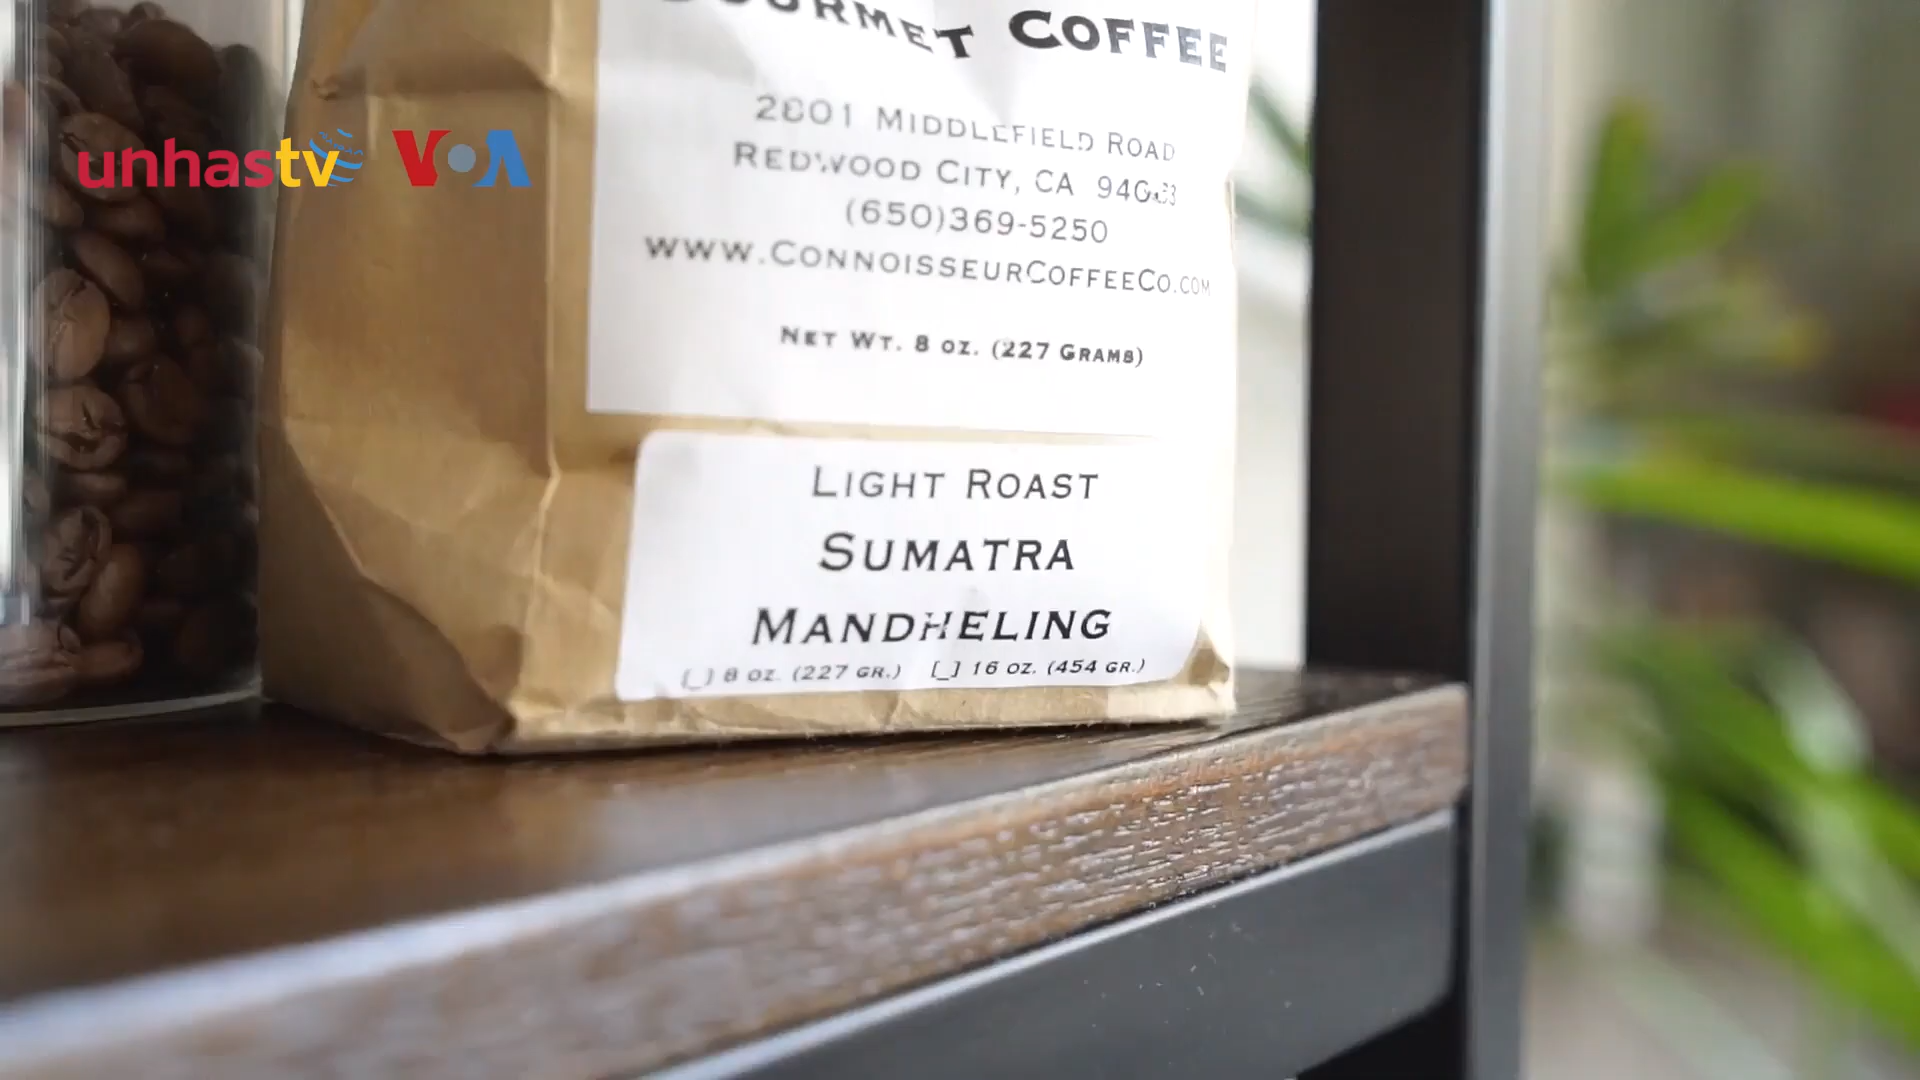 GOURMET COFFEE
2801 MIDDLEFIELD ROAD
REDWOOD CITY, CA
(650)369-5250
WWW.CONNOISSEURCOFFEECO.COM
NET WT. 8 OZ. (227 GRAMS)
LIGHT ROAST
SUMATRA
MANDHELING
[_] 8 OZ. (227 GR.) [_] 16 OZ. (454 GR.)
unhastv VOA